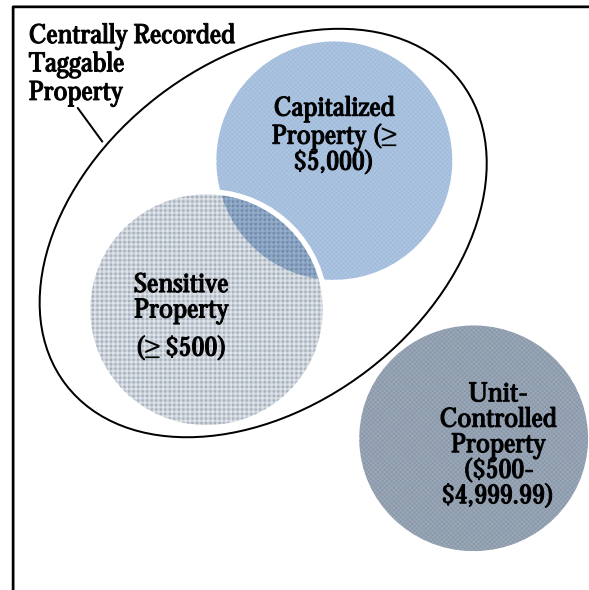 Centrally Recorded
Taggable
Property
Capitalized
Property (≥
$5,000)
Sensitive
Property
(≥ $500)
Unit-
Controlled
Property
($500-
$4,999.99)